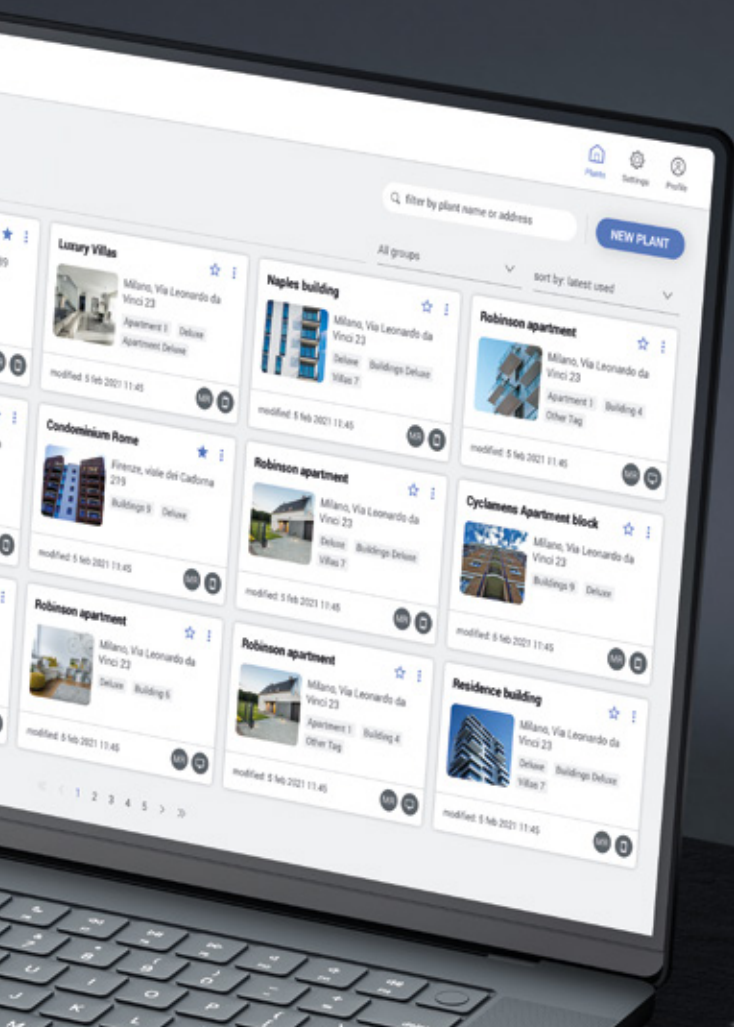 Plants
Settings
Profile
filter by plant name or address
NEW PLANT
All groups
sort by: latest used
Luxury Villas
Milano, Via Leonardo da
Vinci 23
Apartment 1 Deluxe
Apartment Deluxe
modified: 5 feb 2021 11:45
MR
Naples building
Milano, Via Leonardo da
Vinci 23
Deluxe Buildings Deluxe
Villas 7
modified: 5 feb 2021 11:45
MR
Robinson apartment
Milano, Via Leonardo da
Vinci 23
Apartment 1 Building 4
Other Tag
modified: 5 feb 2021 11:45
MR
Condominium Rome
Firenze, viale dei Cadorna
219
Buildings 9 Deluxe
modified: 5 feb 2021 11:45
MR
Robinson apartment
Milano, Via Leonardo da
Vinci 23
Deluxe Buildings Deluxe
Villas 7
modified: 5 feb 2021 11:45
MR
Cyclamens Apartment block
Milano, Via Leonardo da
Vinci 23
Buildings 9 Deluxe
modified: 5 feb 2021 11:45
MR
Robinson apartment
Milano, Via Leonardo da
Vinci 23
Deluxe Building 6
modified: 5 feb 2021 11:45
MR
Robinson apartment
Milano, Via Leonardo da
Vinci 23
Apartment 1 Building 4
Other Tag
modified: 5 feb 2021 11:45
MR
Residence building
Milano, Via Leonardo da
Vinci 23
Deluxe Buildings Deluxe
Villas 7
modified: 5 feb 2021 11:45
MR
« < 1 2 3 4 5 > »
7 8 9
U I O P
J K L